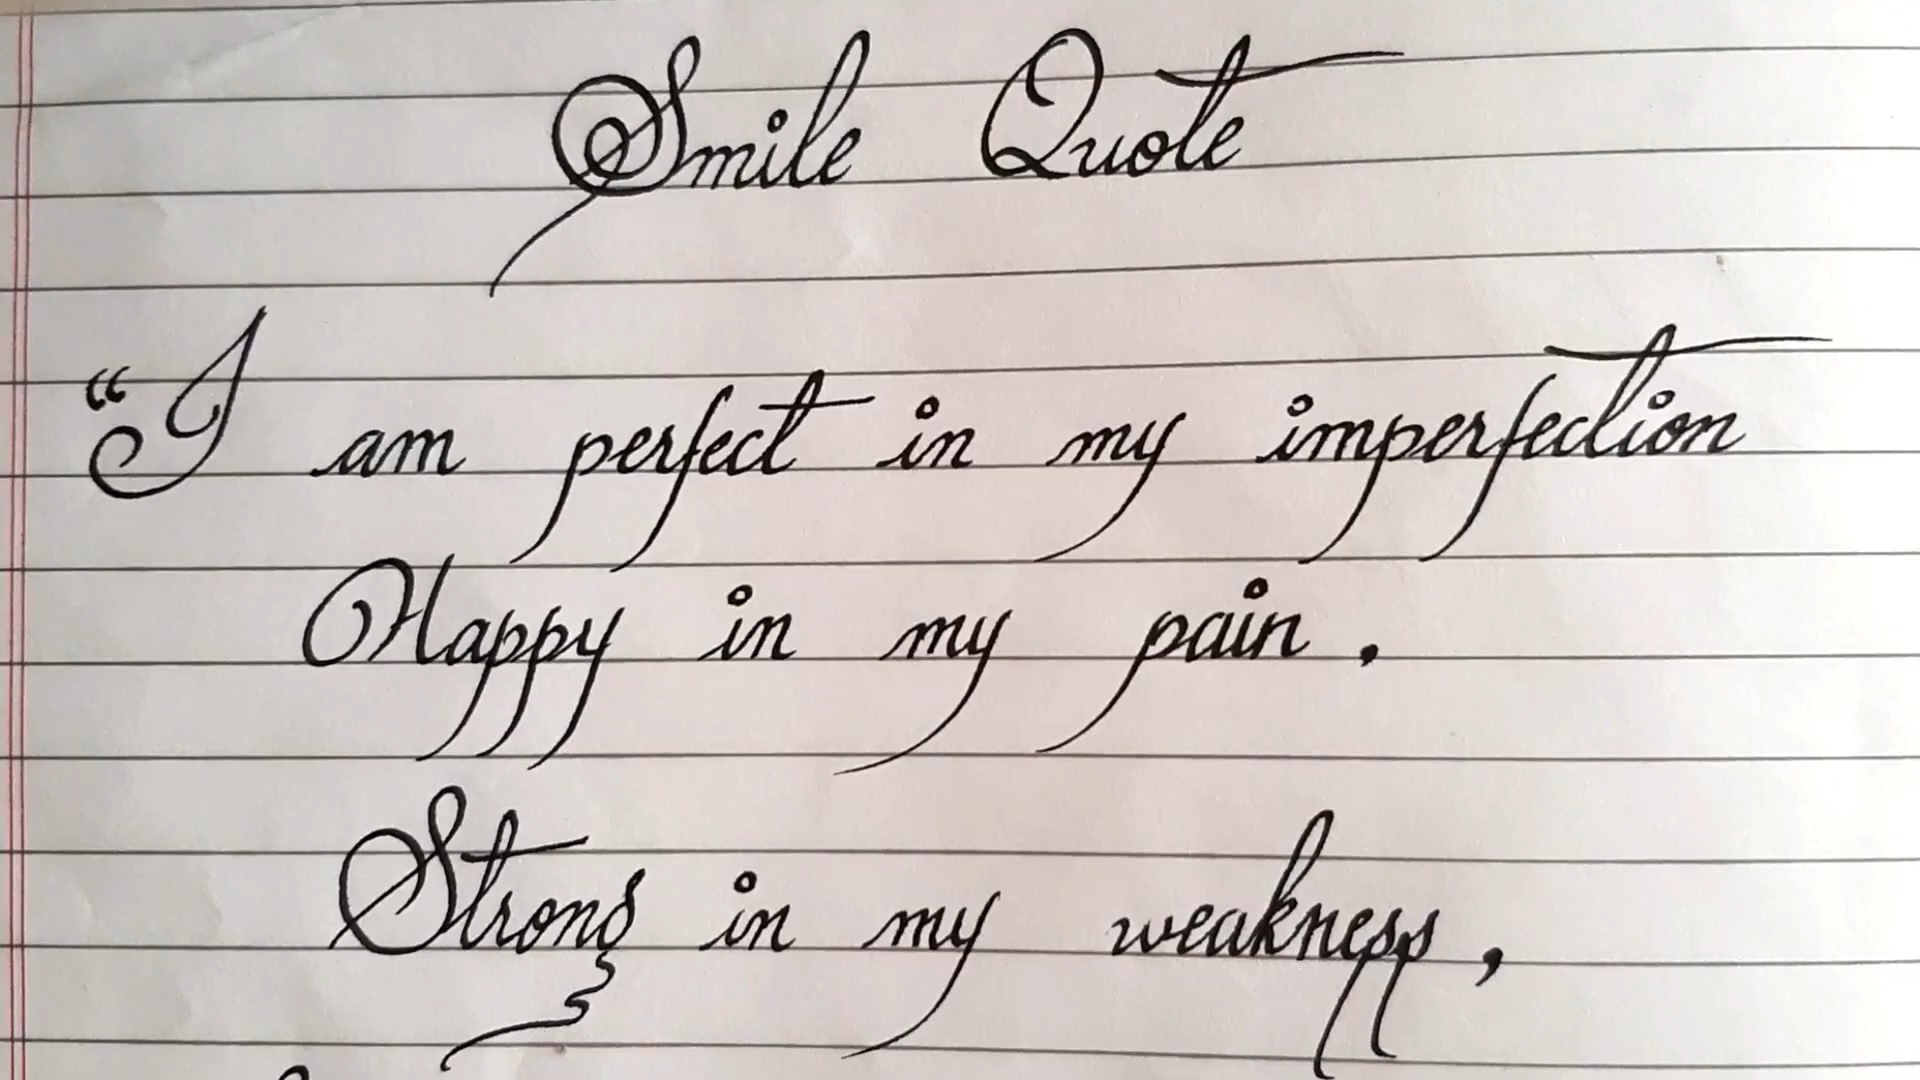 Smile Quote
“I am perfect in my imperfection
Happy in my pain.
Strong in my weakness,